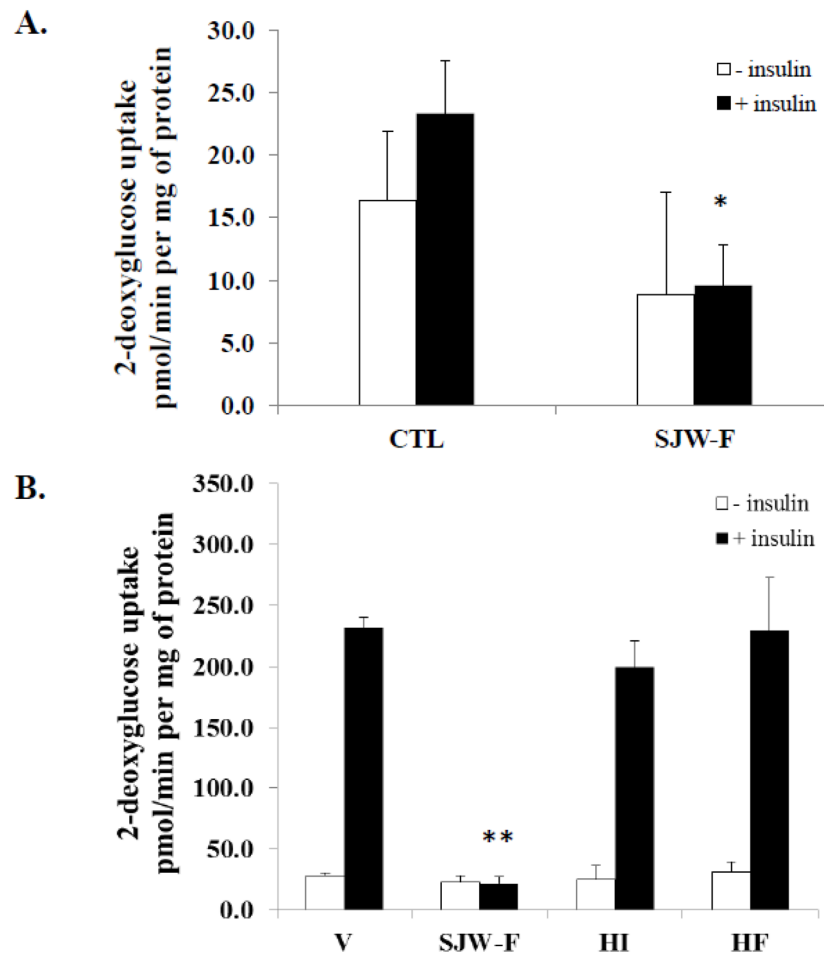 A.
30.0
25.0
20.0
15.0
10.0
5.0
0.0
2-deoxyglucose uptake
pmol/min per mg of protein
- insulin
+ insulin
*
CTL SJW-F
B.
350.0
300.0
250.0
200.0
150.0
100.0
50.0
0.0
2-deoxyglucose uptake
pmol/min per mg of protein
- insulin
+ insulin
**
V SJW-F HI HF